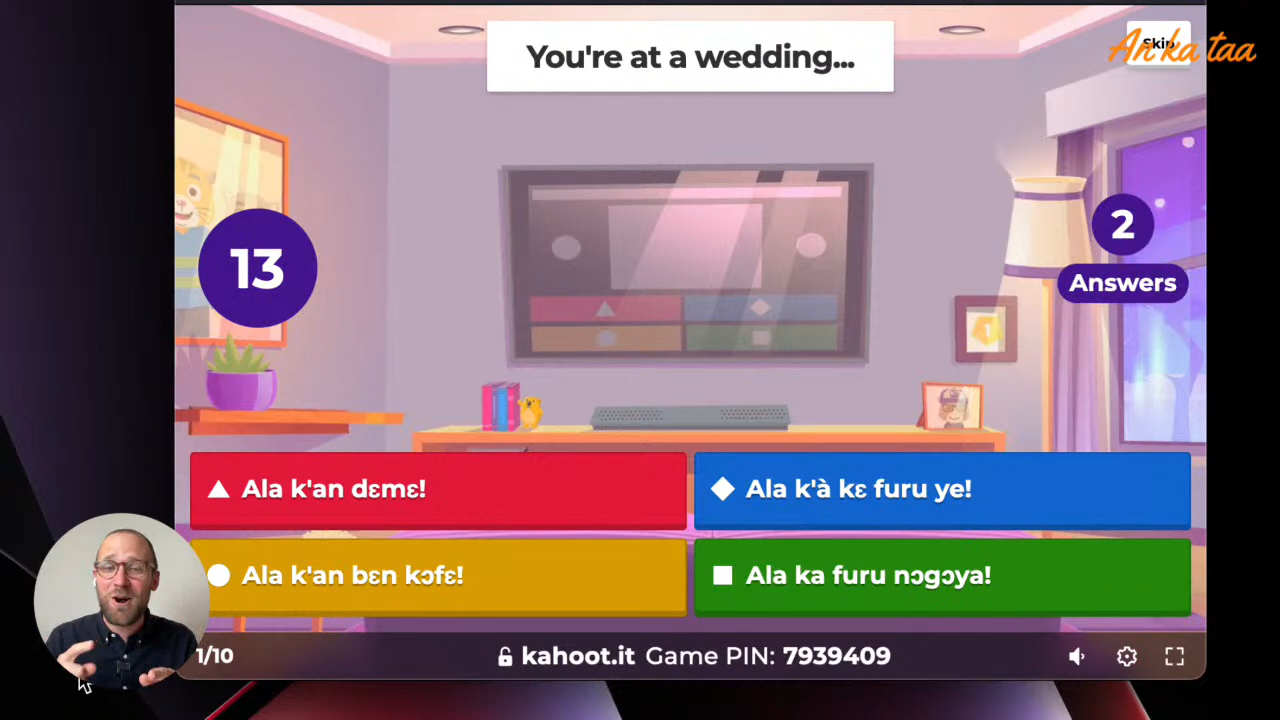 You're at a wedding...
Skip
An ka taa
13
2
Answers
1
Ala k'an dɛmɛ!
Ala k'à kɛ furu ye!
Ala k'an bɛn kɔfɛ!
Ala ka furu nɔgɔya!
1/10
kahoot.it Game PIN: 7939409